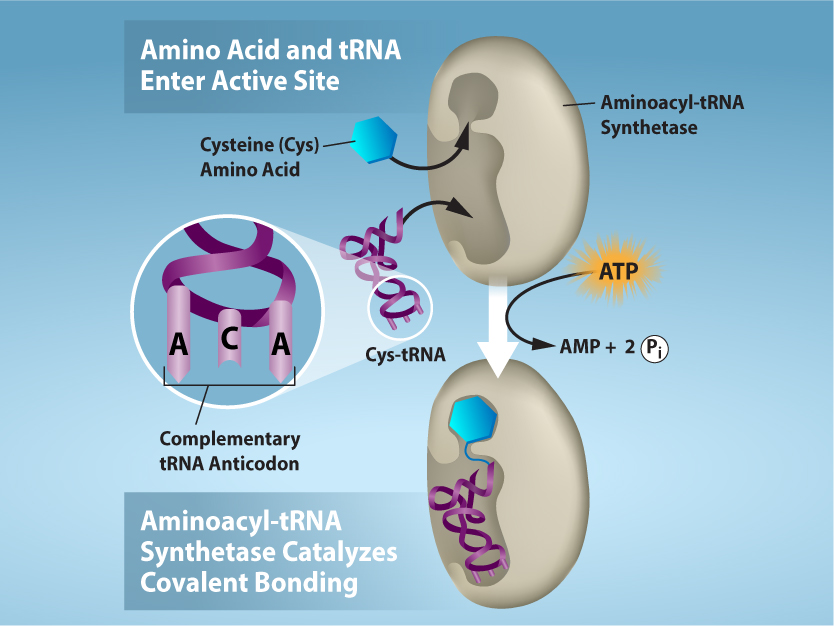 Amino Acid and tRNA
Enter Active Site
Aminoacyl-tRNA
Synthetase
Cysteine (Cys)
Amino Acid
ATP
A C A
AMP + 2 Pi
Cys-tRNA
Complementary
tRNA Anticodon
Aminoacyl-tRNA
Synthetase Catalyzes
Covalent Bonding